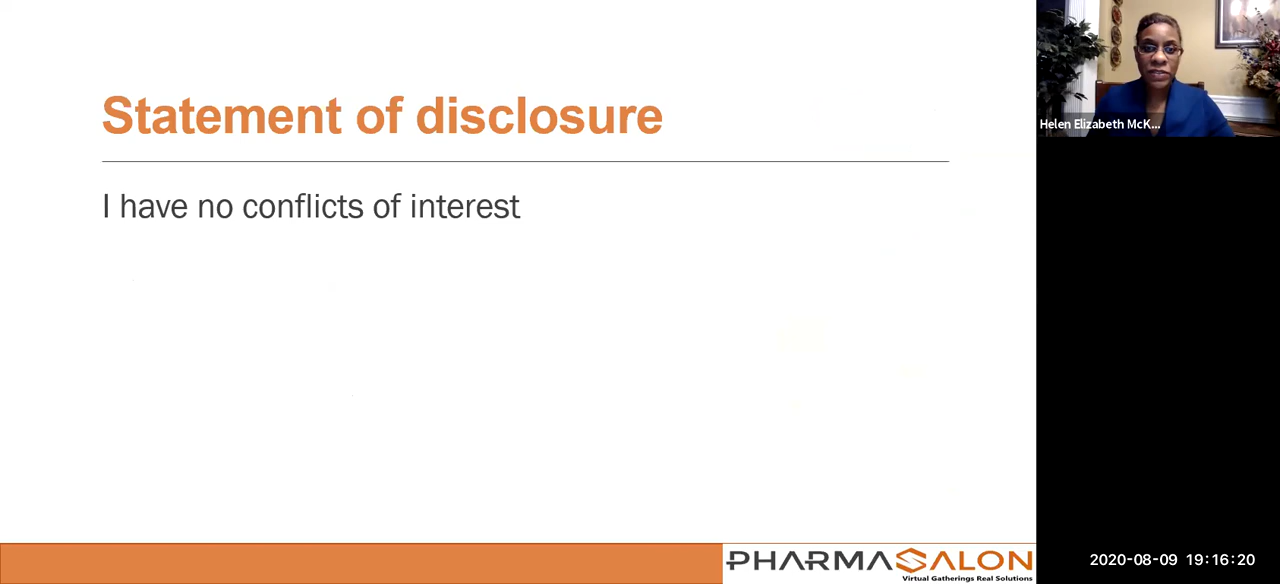 Statement of disclosure
I have no conflicts of interest
Helen Elizabeth McK...
PHARMASALON
Virtual Gatherings Real Solutions
2020-08-09 19:16:20